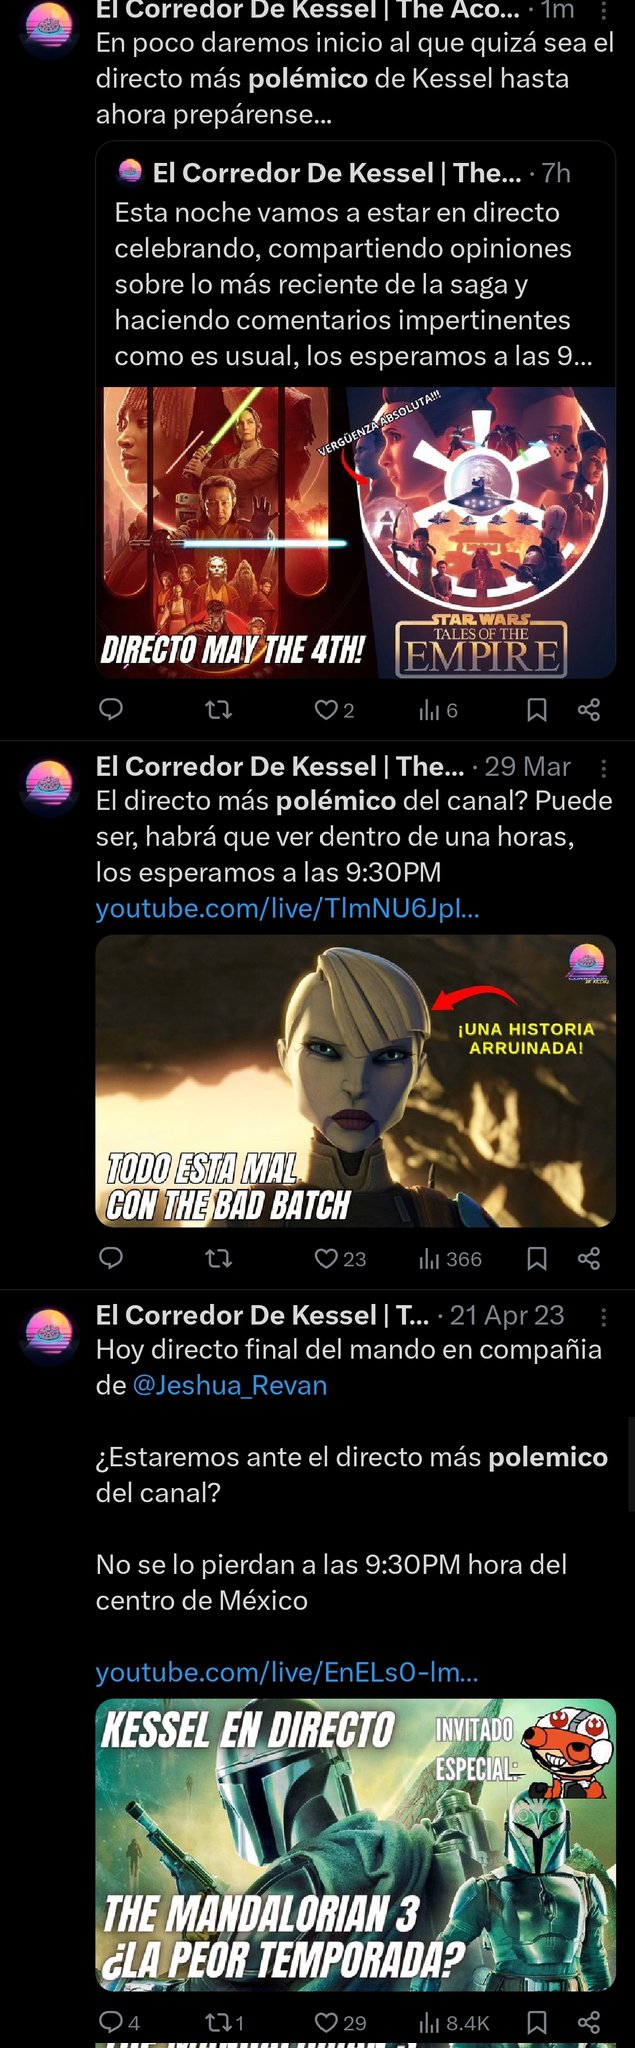 El Corredor De Kessel | The Aco... · 1m
En poco daremos inicio al que quizá sea el
directo más polémico de Kessel hasta
ahora prepárense...
El Corredor De Kessel | The... · 7h
Esta noche vamos a estar en directo
celebrando, compartiendo opiniones
sobre lo más reciente de la saga y
haciendo comentarios impertinentes
como es usual, los esperamos a las 9...
VERGÜENZA ABSOLUTA!!!
DIRECTO MAY THE 4TH!
STAR WARS
TALES OF THE
EMPIRE
2
6
El Corredor De Kessel | The... · 29 Mar
El directo más polémico del canal? Puede
ser, habrá que ver dentro de una horas,
los esperamos a las 9:30PM
youtube.com/live/TlmNU6JpI...
¡UNA HISTORIA
ARRUINADA!
TODO ESTA MAL
CON THE BAD BATCH
23
366
El Corredor De Kessel | T... · 21 Apr 23
Hoy directo final del mando en compañia
de @Jeshua_Revan
¿Estaremos ante el directo más polemico
del canal?
No se lo pierdan a las 9:30PM hora del
centro de México
youtube.com/live/EnELs0-lm...
KESSEL EN DIRECTO
INVITADO
ESPECIAL:
THE MANDALORIAN 3
¿LA PEOR TEMPORADA?
4
1
29
8.4K